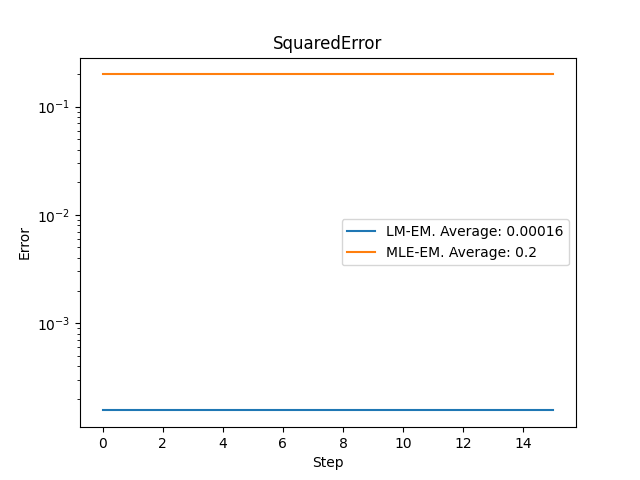 SquaredError
10⁻¹
10⁻²
10⁻³
Error
LM-EM. Average: 0.00016
MLE-EM. Average: 0.2
0 2 4 6 8 10 12 14
Step